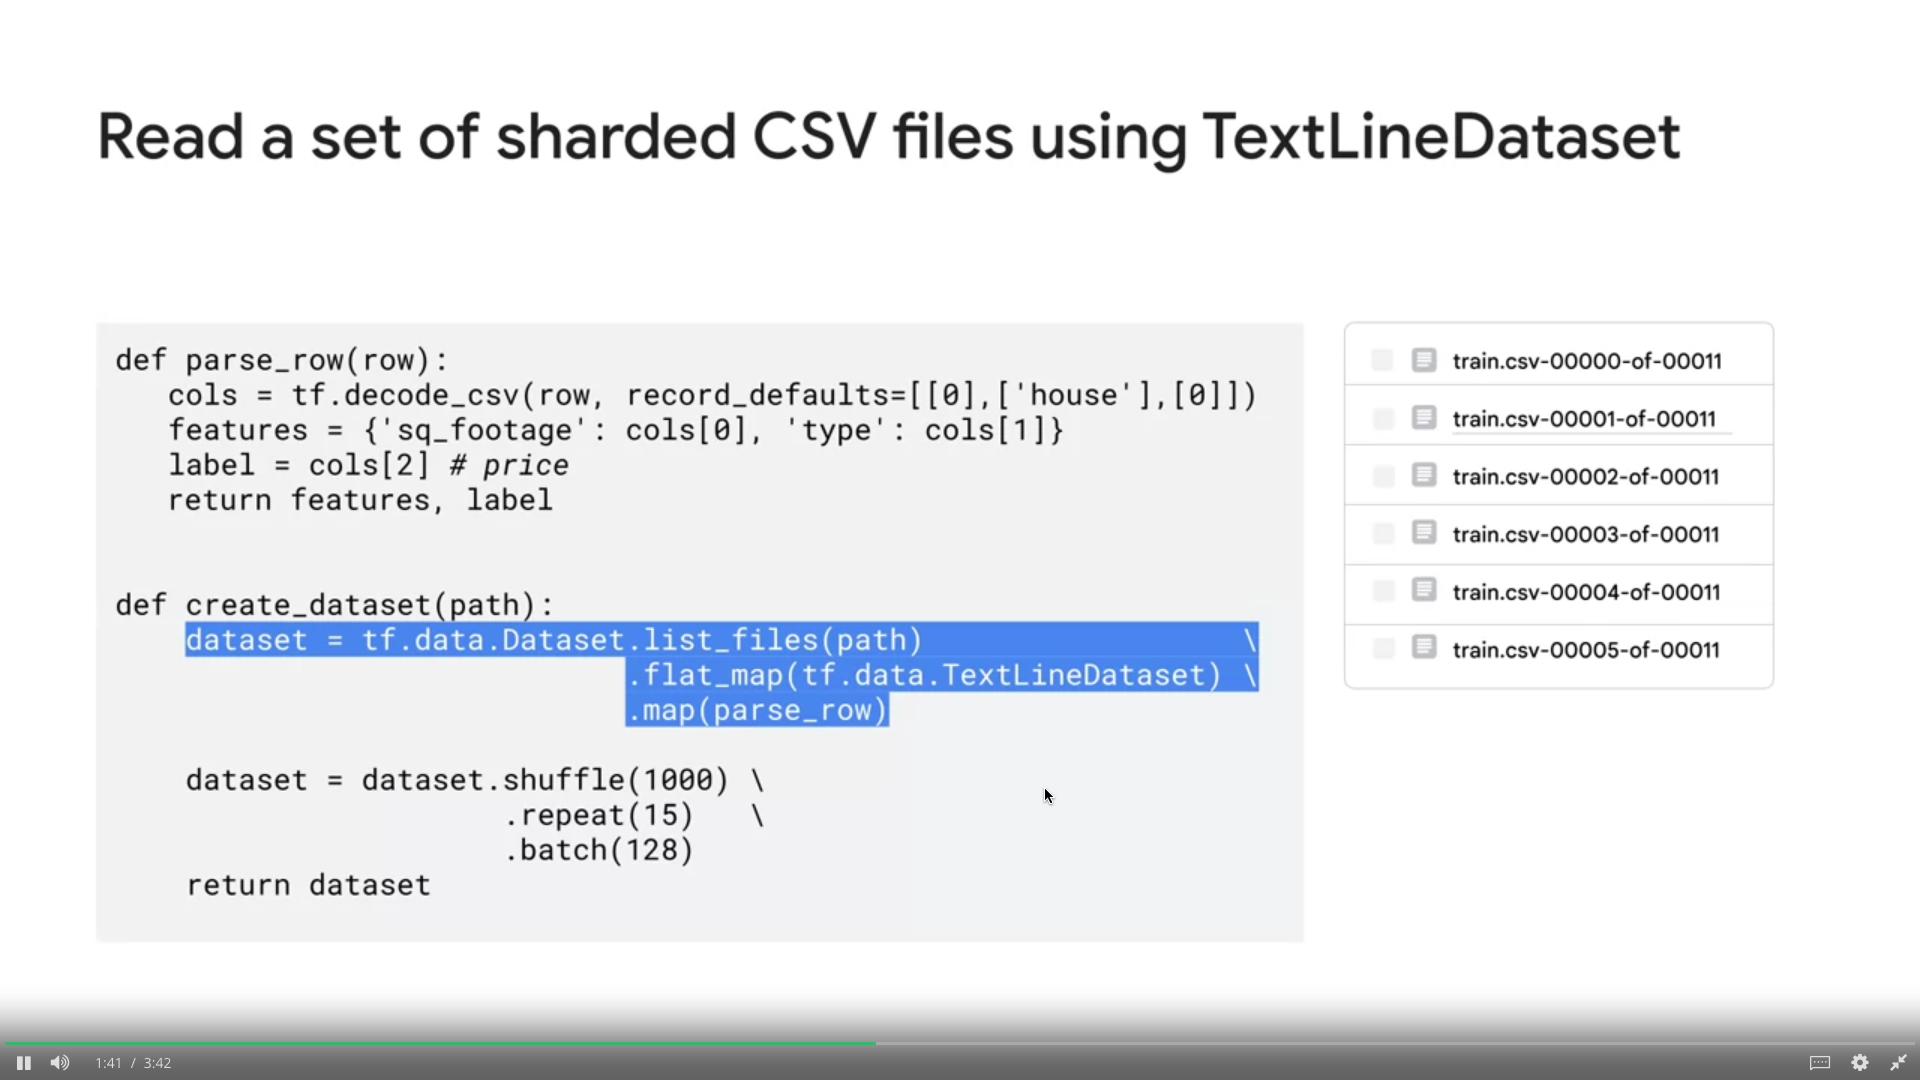 Read a set of sharded CSV files using TextLineDataset
def parse_row(row):
   cols = tf.decode_csv(row, record_defaults=[[0],['house'],[0]])
   features = {'sq_footage': cols[0], 'type': cols[1]}
   label = cols[2] # price
   return features, label
def create_dataset(path):
    dataset = tf.data.Dataset.list_files(path)                  \
                             .flat_map(tf.data.TextLineDataset) \
                             .map(parse_row)
    dataset = dataset.shuffle(1000) \
                      .repeat(15)   \
                      .batch(128)
    return dataset
train.csv-00000-of-00011
train.csv-00001-of-00011
train.csv-00002-of-00011
train.csv-00003-of-00011
train.csv-00004-of-00011
train.csv-00005-of-00011
1:41 / 3:42